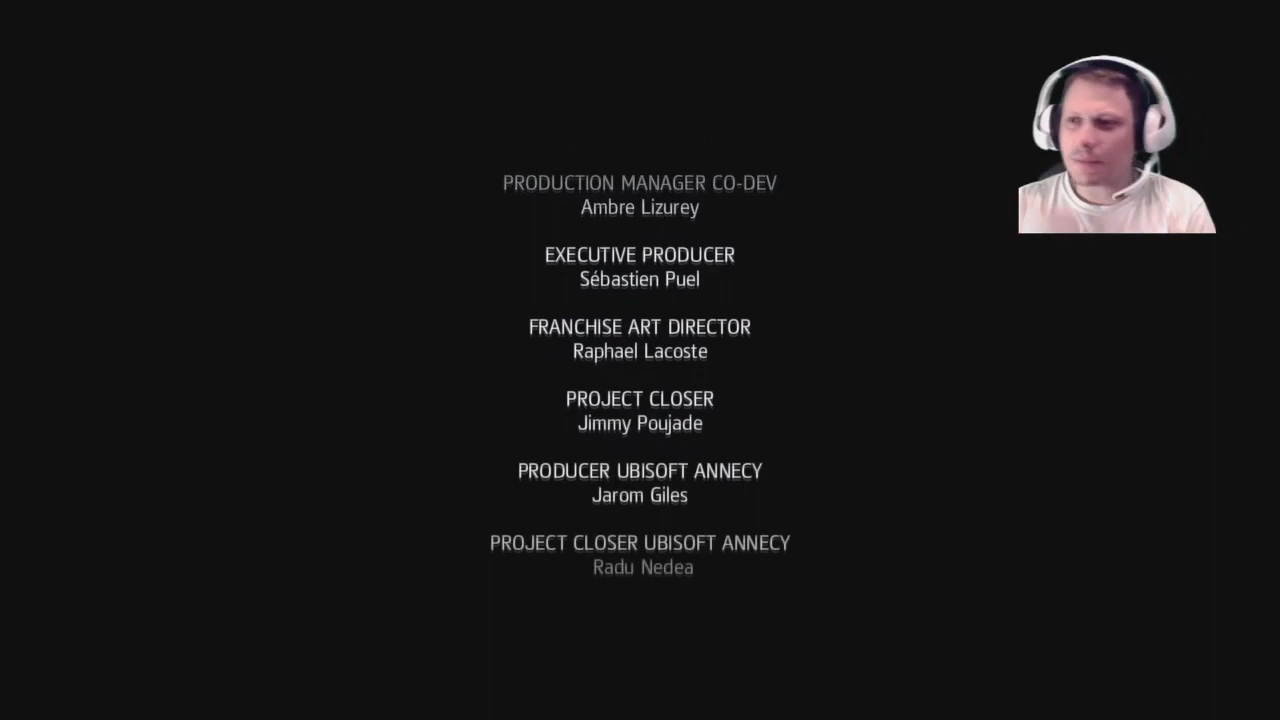 PRODUCTION MANAGER CO-DEV
Ambre Lizurey
EXECUTIVE PRODUCER
Sébastien Puel
FRANCHISE ART DIRECTOR
Raphael Lacoste
PROJECT CLOSER
Jimmy Poujade
PRODUCER UBISOFT ANNECY
Jarom Giles
PROJECT CLOSER UBISOFT ANNECY
Radu Nedea